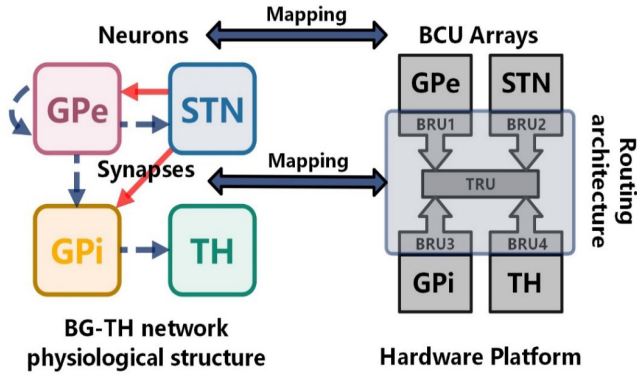 Mapping
Neurons
BCU Arrays
GPe
STN
GPe
STN
BRU1
BRU2
Synapses
Mapping
TRU
Routing
architecture
GPi
TH
BRU3
BRU4
GPi
TH
BG-TH network
physiological structure
Hardware Platform